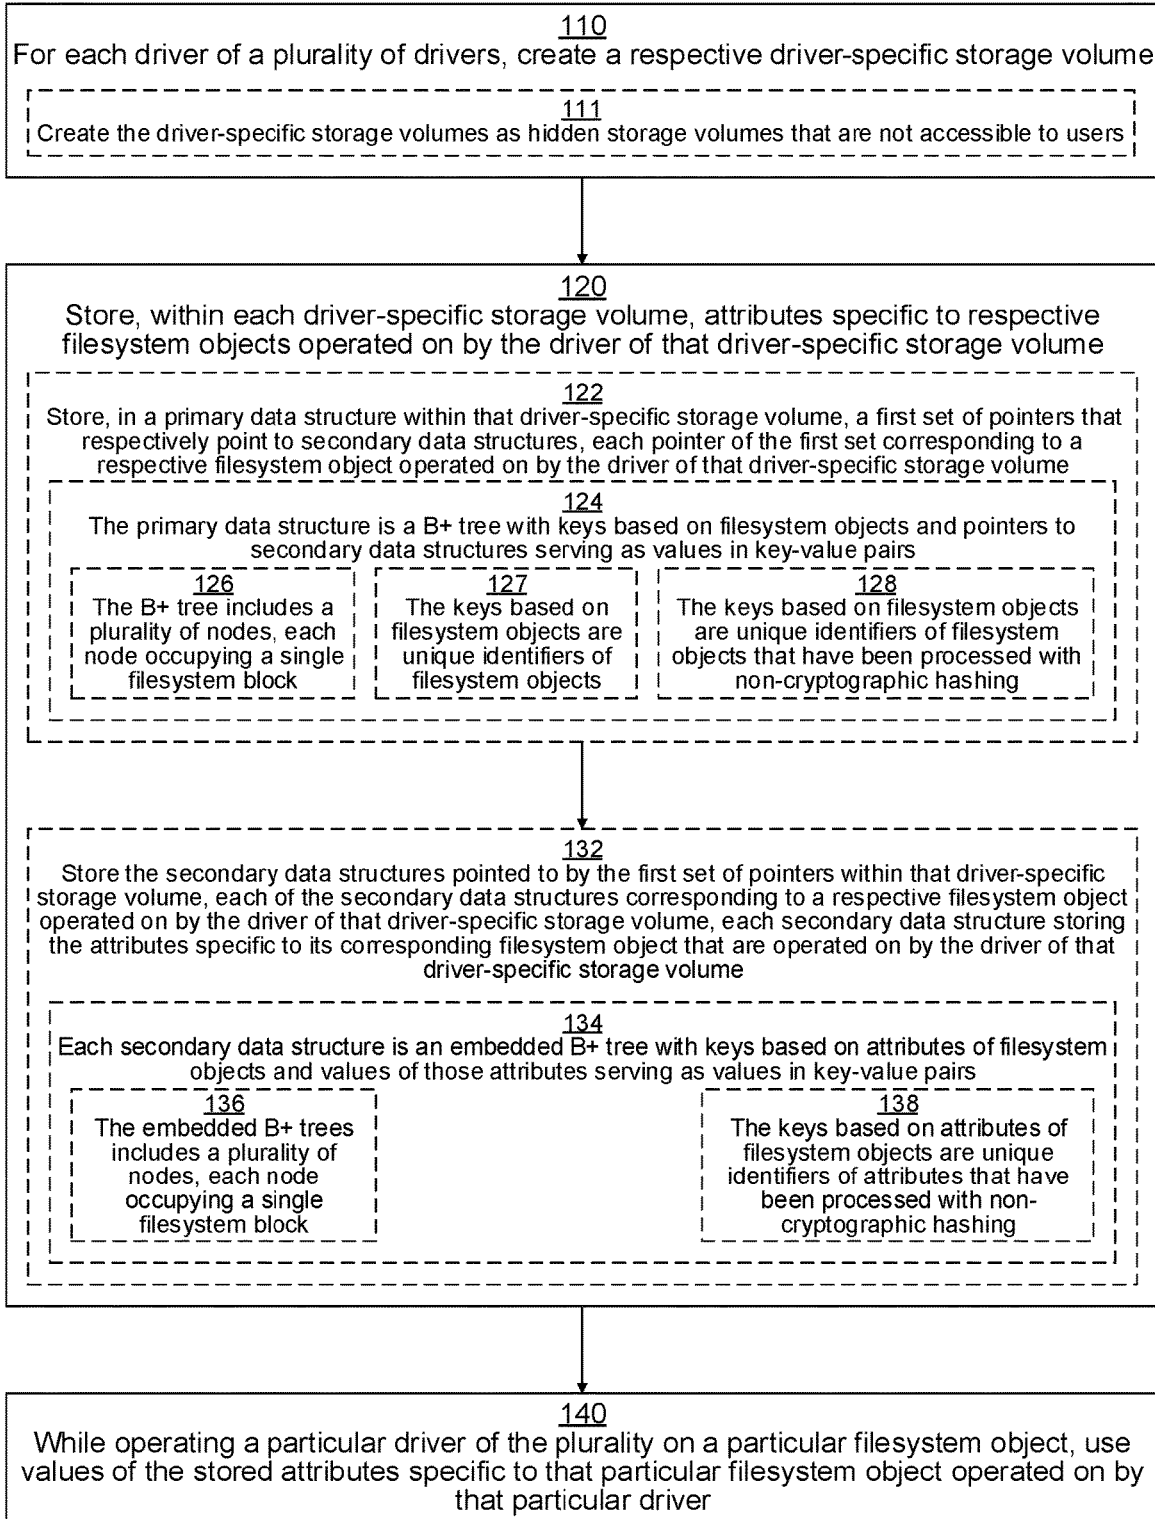 110
For each driver of a plurality of drivers, create a respective driver-specific storage volume
111
Create the driver-specific storage volumes as hidden storage volumes that are not accessible to users
120
Store, within each driver-specific storage volume, attributes specific to respective
filesystem objects operated on by the driver of that driver-specific storage volume
122
Store, in a primary data structure within that driver-specific storage volume, a first set of pointers that
respectively point to secondary data structures, each pointer of the first set corresponding to a
respective filesystem object operated on by the driver of that driver-specific storage volume
124
The primary data structure is a B+ tree with keys based on filesystem objects and pointers to
secondary data structures serving as values in key-value pairs
126
The B+ tree includes a
plurality of nodes, each
node occupying a single
filesystem block
127
The keys based on
filesystem objects are
unique identifiers of
filesystem objects
128
The keys based on filesystem objects
are unique identifiers of filesystem
objects that have been processed with
non-cryptographic hashing
132
Store the secondary data structures pointed to by the first set of pointers within that driver-specific
storage volume, each of the secondary data structures corresponding to a respective filesystem object
operated on by the driver of that driver-specific storage volume, each secondary data structure storing
the attributes specific to its corresponding filesystem object that are operated on by the driver of that
driver-specific storage volume
134
Each secondary data structure is an embedded B+ tree with keys based on attributes of filesystem
objects and values of those attributes serving as values in key-value pairs
136
The embedded B+ trees
includes a plurality of
nodes, each node
occupying a single
filesystem block
138
The keys based on attributes of
filesystem objects are unique
identifiers of attributes that have
been processed with non-
cryptographic hashing
140
While operating a particular driver of the plurality on a particular filesystem object, use
values of the stored attributes specific to that particular filesystem object operated on by
that particular driver